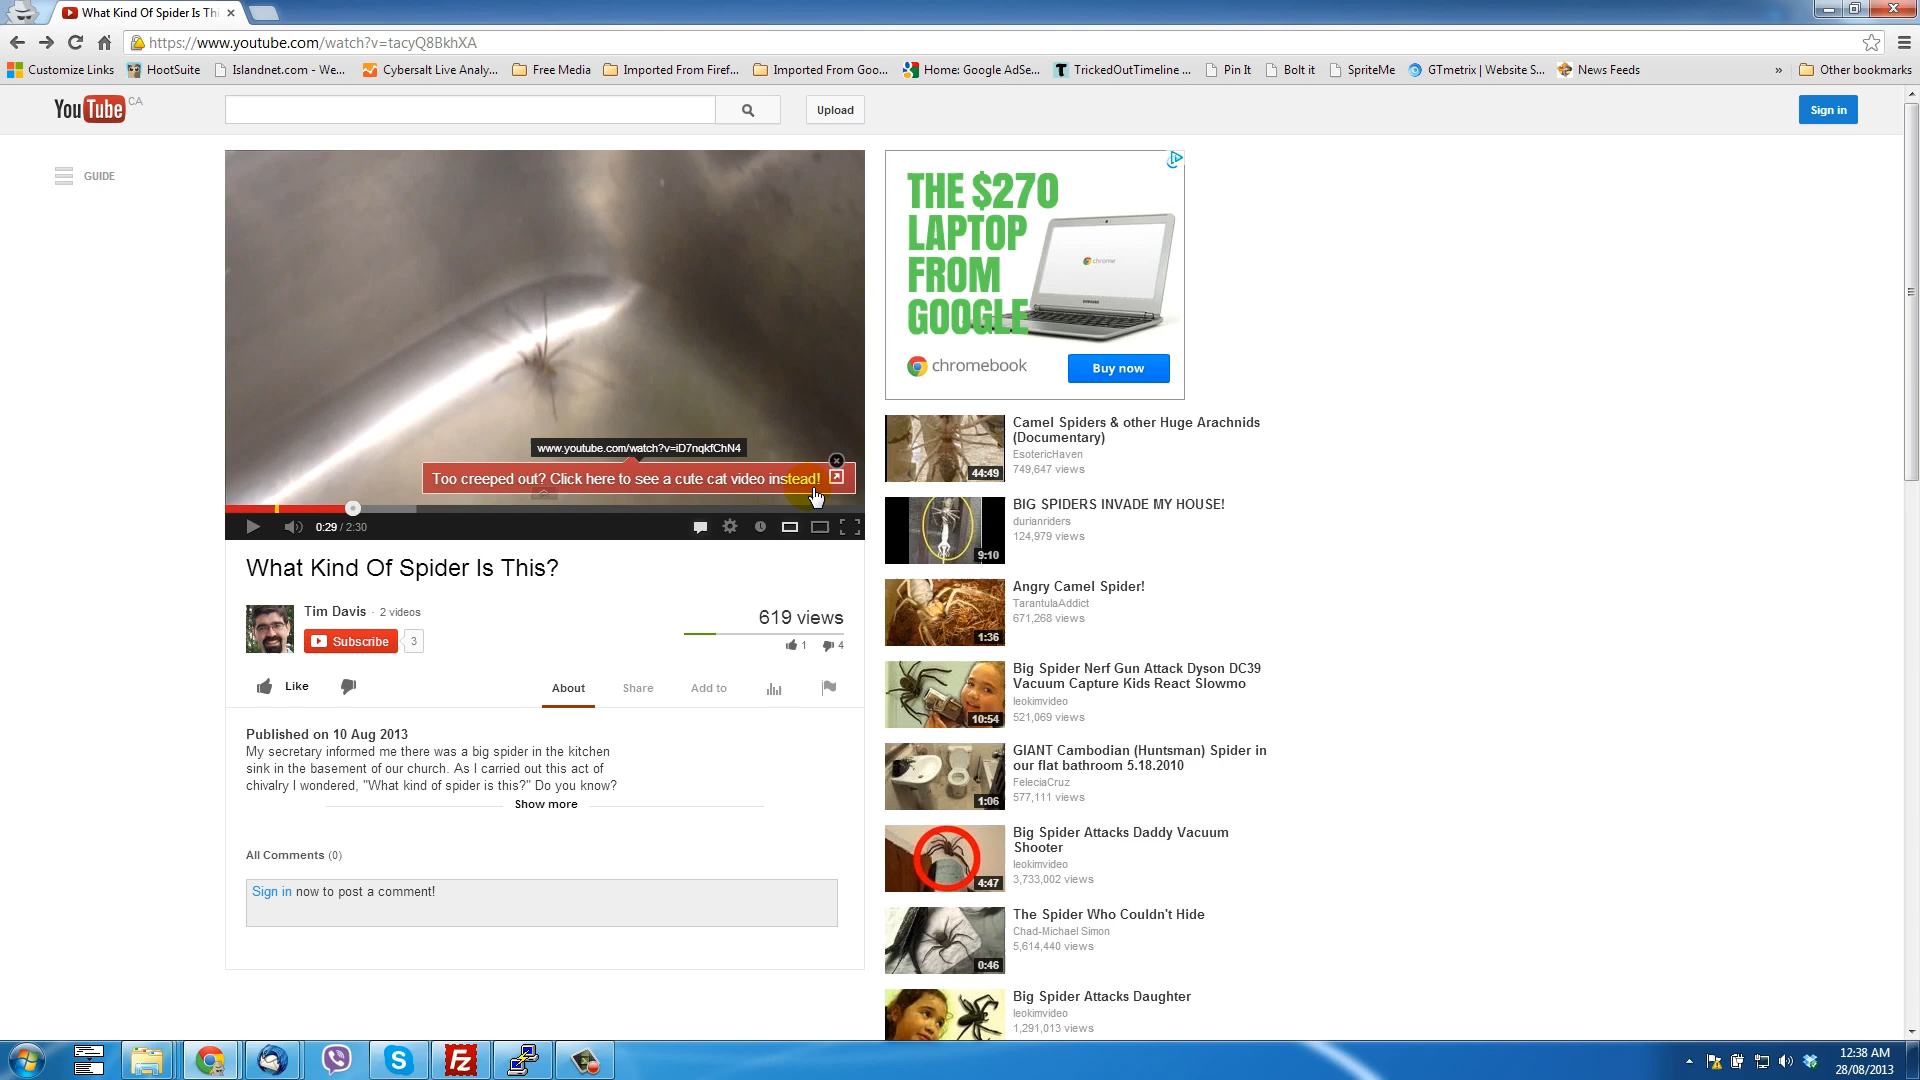 What Kind Of Spider Is Thi
https://www.youtube.com/watch?v=tacyQ8BkhXA
Customize Links HootSuite Islandnet.com - We... Cybersalt Live Analy... Free Media Imported From Firef... Imported From Goo... Home: Google AdSe... TrickedOutTimeline ... Pin It Bolt it SpriteMe GTmetrix | Website S... News Feeds » Other bookmarks
YouTube CA
Upload
Sign in
GUIDE
www.youtube.com/watch?v=iD7nqkfChN4
Too creeped out? Click here to see a cute cat video instead!
0:29 / 2:30
What Kind Of Spider Is This?
Tim Davis · 2 videos
Subscribe 3
619 views
1 4
Like
About Share Add to
Published on 10 Aug 2013
My secretary informed me there was a big spider in the kitchen
sink in the basement of our church. As I carried out this act of
chivalry I wondered, "What kind of spider is this?" Do you know?
Show more
All Comments (0)
Sign in now to post a comment!
THE $270
LAPTOP
FROM
GOOGLE
chrome
SAMSUNG
chromebook
Buy now
Camel Spiders & other Huge Arachnids
(Documentary)
EsotericHaven
749,647 views
44:49
BIG SPIDERS INVADE MY HOUSE!
durianriders
124,979 views
9:10
Angry Camel Spider!
TarantulaAddict
671,268 views
1:36
Big Spider Nerf Gun Attack Dyson DC39
Vacuum Capture Kids React Slowmo
leokimvideo
521,069 views
10:54
GIANT Cambodian (Huntsman) Spider in
our flat bathroom 5.18.2010
FeleciaCruz
577,111 views
1:06
Big Spider Attacks Daddy Vacuum
Shooter
leokimvideo
3,733,002 views
4:47
The Spider Who Couldn't Hide
Chad-Michael Simon
5,614,440 views
0:46
Big Spider Attacks Daughter
leokimvideo
1,291,013 views
12:38 AM
28/08/2013